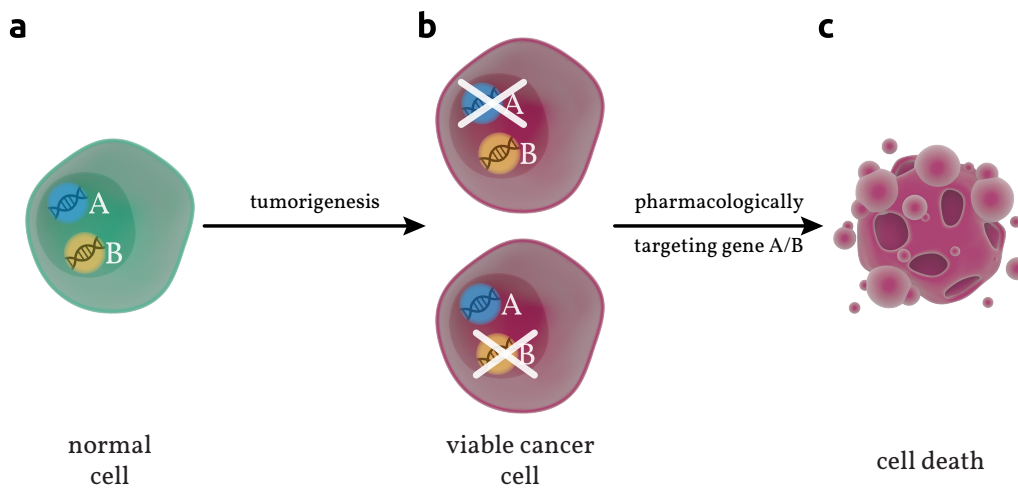 a
b
c
A
B
A
B
A
B
tumorigenesis
pharmacologically
targeting gene A/B
normal
cell
viable cancer
cell
cell death